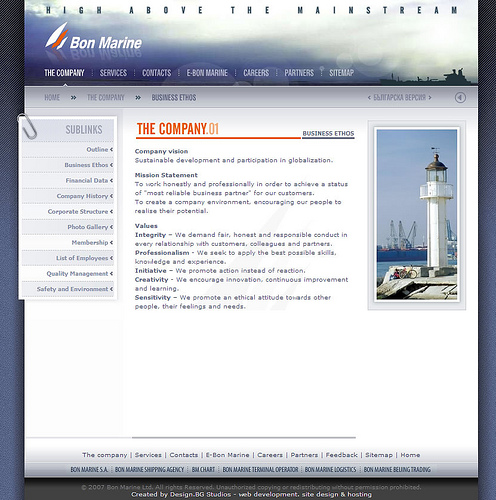 HIGH ABOVE THE MAINSTREAM
Bon Marine
THE COMPANY | SERVICES | CONTACTS | E-BON MARINE | CAREERS | PARTNERS | SITEMAP
HOME » THE COMPANY » BUSINESS ETHOS
‹ БЪЛГАРСКА ВЕРСИЯ ›
SUBLINKS
Outline
Business Ethos
Financial Data
Company History
Corporate Structure
Photo Gallery
Membership
List of Employees
Quality Management
Safety and Environment
THE COMPANY.01
BUSINESS ETHOS
Company vision
Sustainable development and participation in globalization.
Mission Statement
To work honestly and professionally in order to achieve a status
of "most reliable business partner" for our customers.
To create a company environment, encouraging our people to
realise their potential.
Values
Integrity – We demand fair, honest and responsible conduct in
every relationship with customers, colleagues and partners.
Professionalism - We seek to apply the best possible skills,
knowledge and experience.
Initiative – We promote action instead of reaction.
Creativity - We encourage innovation, continuous improvement
and learning.
Sensitivity – We promote an ethical attitude towards other
people, their feelings and needs.
The company | Services | Contacts | E-Bon Marine | Careers | Partners | Feedback | Sitemap | Home
BON MARINE S.A. | BON MARINE SHIPPING AGENCY | BM CHART | BON MARINE TERMINAL OPERATOR | BON MARINE LOGISTICS | BON MARINE BEIJING TRADING
© 2007 Bon Marine Ltd. All rights Reserved. Unauthorized copying or redistributing without permission prohibited.
Created by Design.BG Studios - web development, site design & hosting